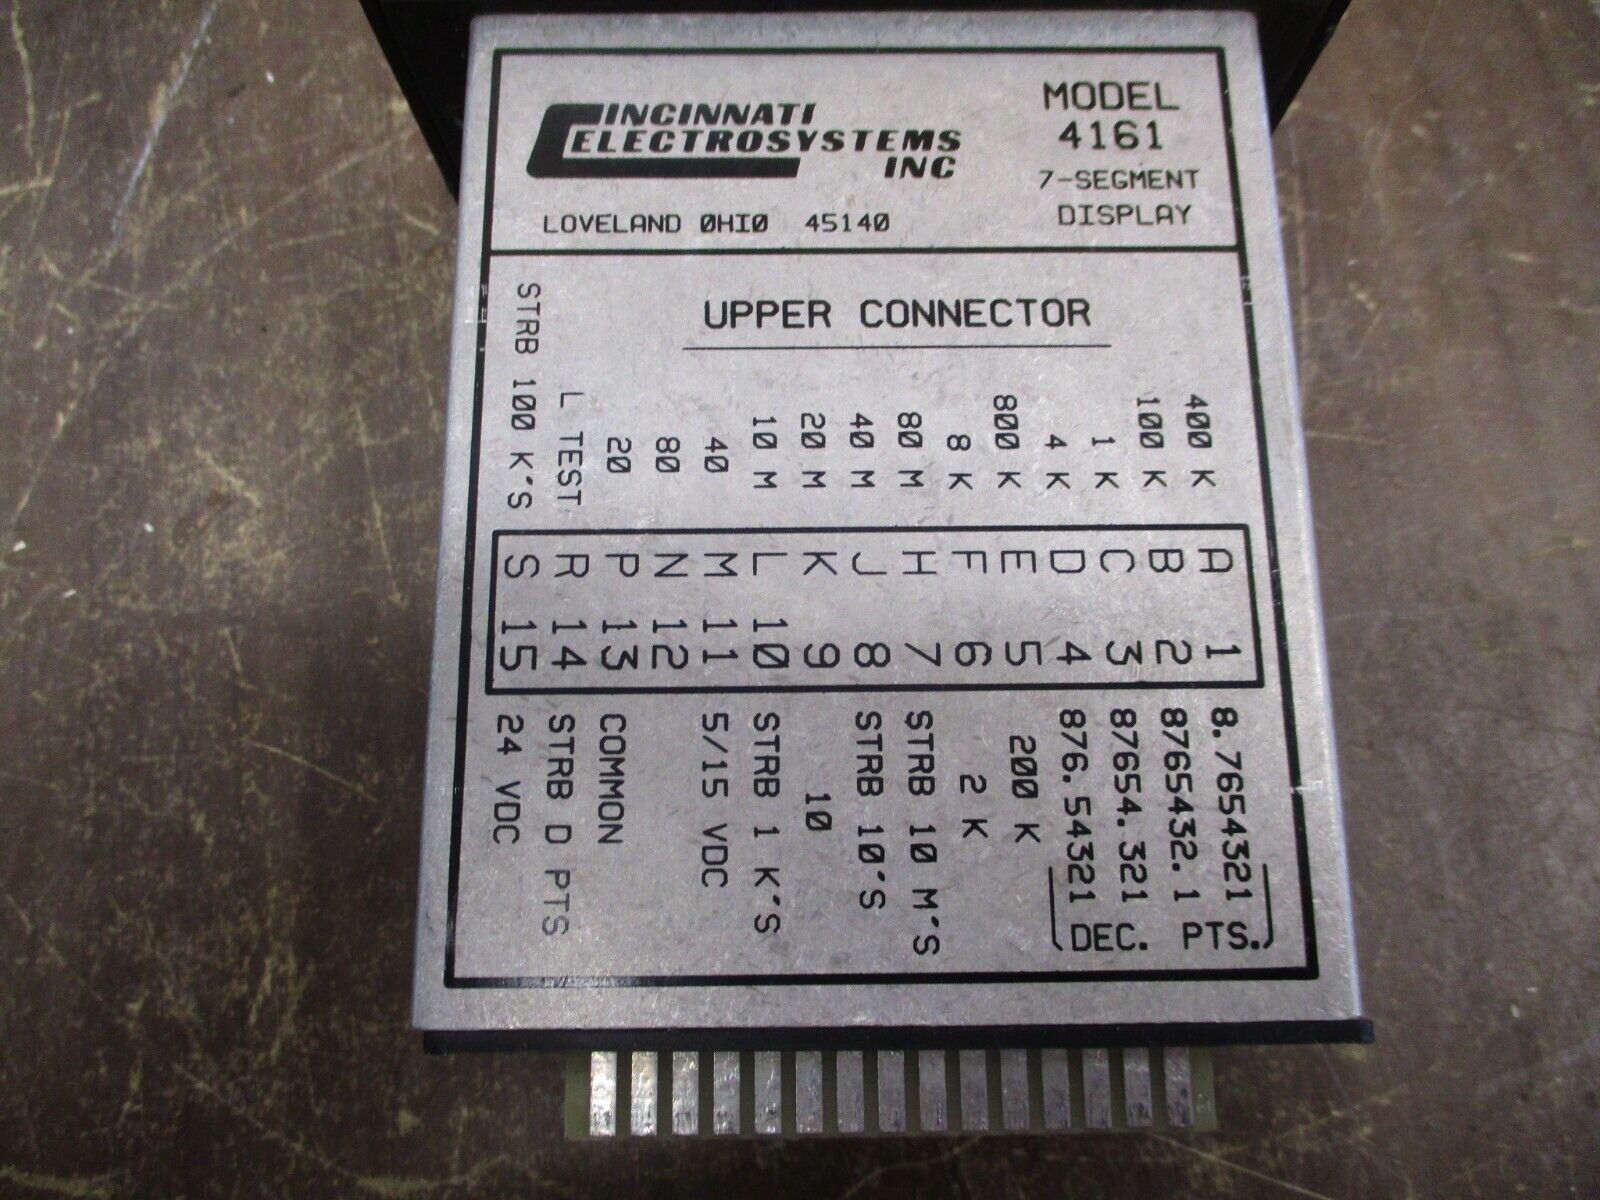 CINCINNATI
ELECTROSYSTEMS
INC
LOVELAND OHIO 45140
MODEL
4161
7-SEGMENT
DISPLAY
UPPER CONNECTOR
400 K A 1 8.7654321
100 K B 2 8765432.1
1 K C 3 87654.321
4 K D 4 876.54321
DEC. PTS.
800 K E 5 200 K
8 K F 6 2 K
80 M H 7 STRB 10 M'S
40 M J 8 STRB 10'S
20 M K 9 10
10 M L 10 STRB 1 K'S
40 M 11 5/15 VDC
80 N 12
20 P 13 COMMON
L TEST R 14 STRB D PTS
STRB 100 K'S S 15 24 VDC